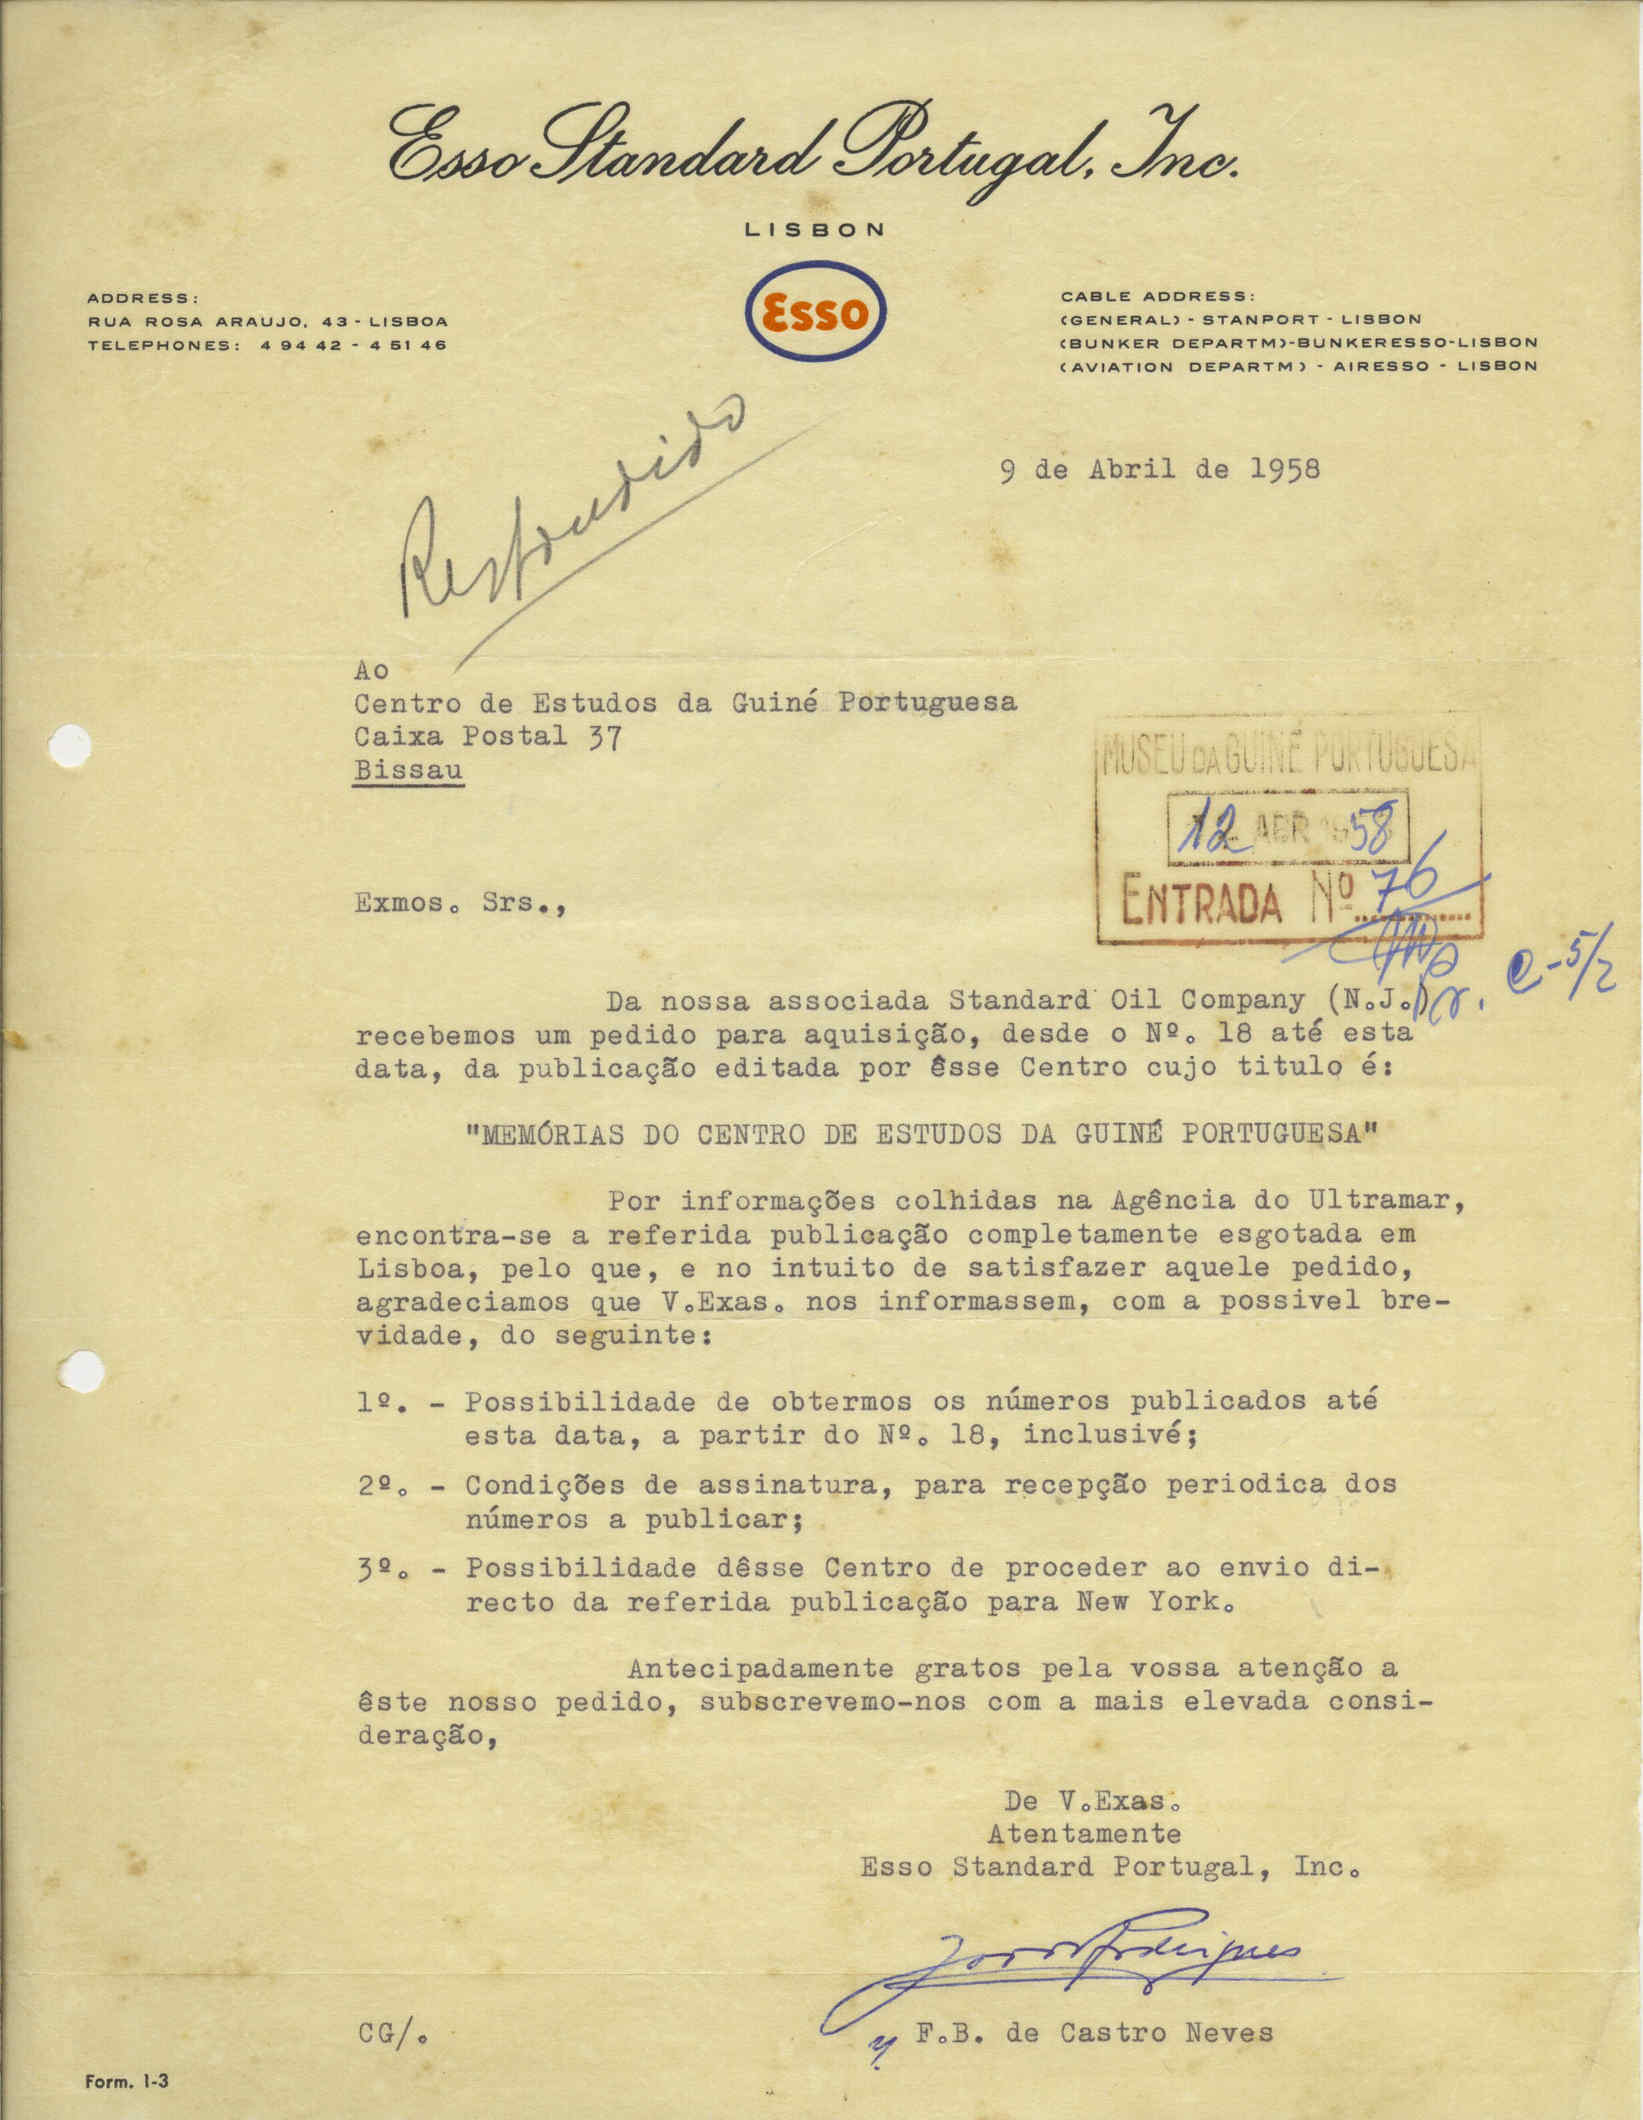 Esso Standard Portugal, Inc.
LISBON
Esso
ADDRESS:
RUA ROSA ARAUJO, 43 - LISBOA
TELEPHONES: 4 94 42 - 4 51 46
CABLE ADDRESS:
(GENERAL) - STANPORT - LISBON
(BUNKER DEPARTM)-BUNKERESSO-LISBON
(AVIATION DEPARTM) - AIRESSO - LISBON
Respondido
9 de Abril de 1958
Ao
Centro de Estudos da Guiné Portuguesa
Caixa Postal 37
Bissau
MUSEU DA GUINÉ PORTUGUESA
12 ABR 58
ENTRADA Nº 76
Exmos. Srs.,
e-5/2
Da nossa associada Standard Oil Company (N.J.)
recebemos um pedido para aquisição, desde o Nº. 18 até esta
data, da publicação editada por êsse Centro cujo titulo é:
"MEMÓRIAS DO CENTRO DE ESTUDOS DA GUINÉ PORTUGUESA"
Por informações colhidas na Agência do Ultramar,
encontra-se a referida publicação completamente esgotada em
Lisboa, pelo que, e no intuito de satisfazer aquele pedido,
agradeciamos que V.Exas. nos informassem, com a possivel bre-
vidade, do seguinte:
1º. - Possibilidade de obtermos os números publicados até
esta data, a partir do Nº. 18, inclusivé;
2º. - Condições de assinatura, para recepção periodica dos
números a publicar;
3º. - Possibilidade dêsse Centro de proceder ao envio di-
recto da referida publicação para New York.
Antecipadamente gratos pela vossa atenção a
êste nosso pedido, subscrevemo-nos com a mais elevada consi-
deração,
De V.Exas.
Atentamente
Esso Standard Portugal, Inc.
CG/.
F.B. de Castro Neves
Form. 1-3